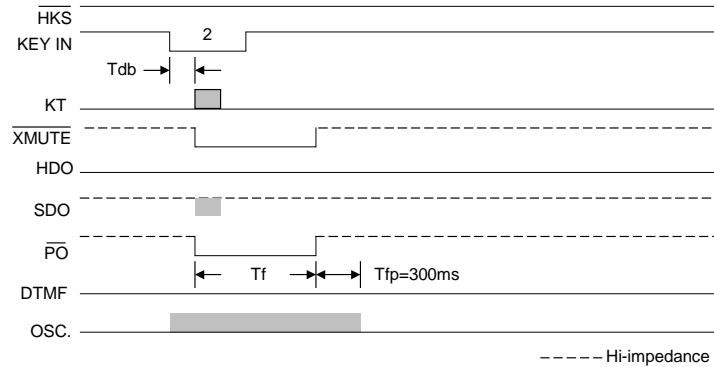 HKS
KEY IN
2
Tdb
KT
XMUTE
HDO
SDO
PO
Tf
Tfp=300ms
DTMF
OSC.
Hi-impedance